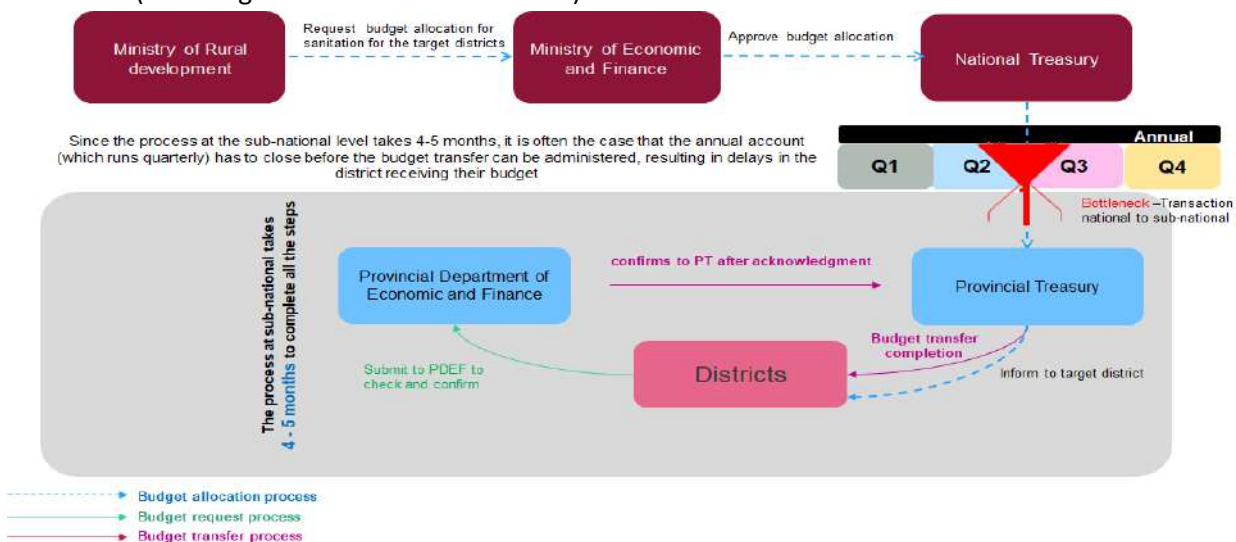 Ministry of Rural
development
Request budget allocation for
sanitation for the target districts
Ministry of Economic
and Finance
Approve budget allocation
National Treasury
Since the process at the sub-national level takes 4-5 months, it is often the case that the annual account
(which runs quarterly) has to close before the budget transfer can be administered, resulting in delays in the
district receiving their budget
Annual
Q1
Q2
Q3
Q4
Bottleneck –Transaction
national to sub-national
The process at sub-national takes
4 - 5 months to complete all the steps
Provincial Department of
Economic and Finance
confirms to PT after acknowledgment
Provincial Treasury
Budget transfer
completion
Submit to PDEF to
check and confirm
Districts
Inform to target district
Budget allocation process
Budget request process
Budget transfer process